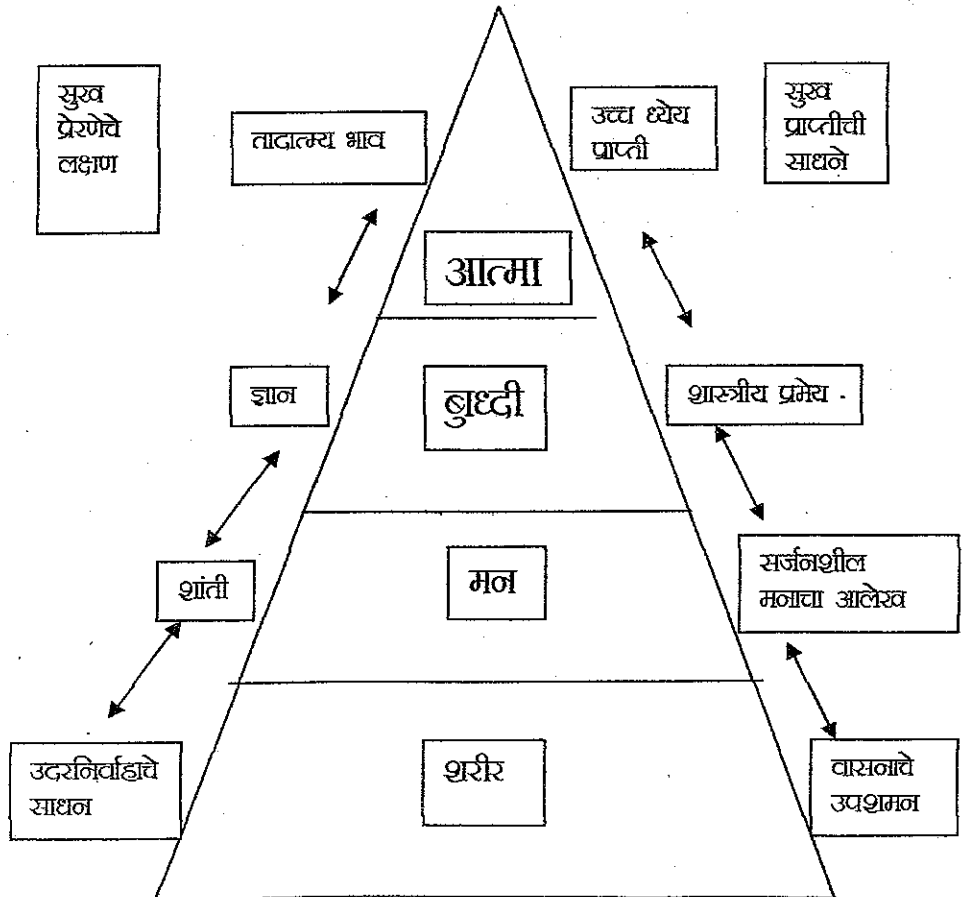 सुख
प्रेरणेचे
लक्षण
तादात्म्य भाव
उच्च ध्येय
प्राप्ती
सुख
प्राप्तीची
साधने
आत्मा
ज्ञान
बुध्दी
शास्त्रीय प्रमेय
शांती
मन
सर्जनशील
मनाचा आलेख
उदरनिर्वाहाचे
साधन
शरीर
वासनाचे
उपशमन